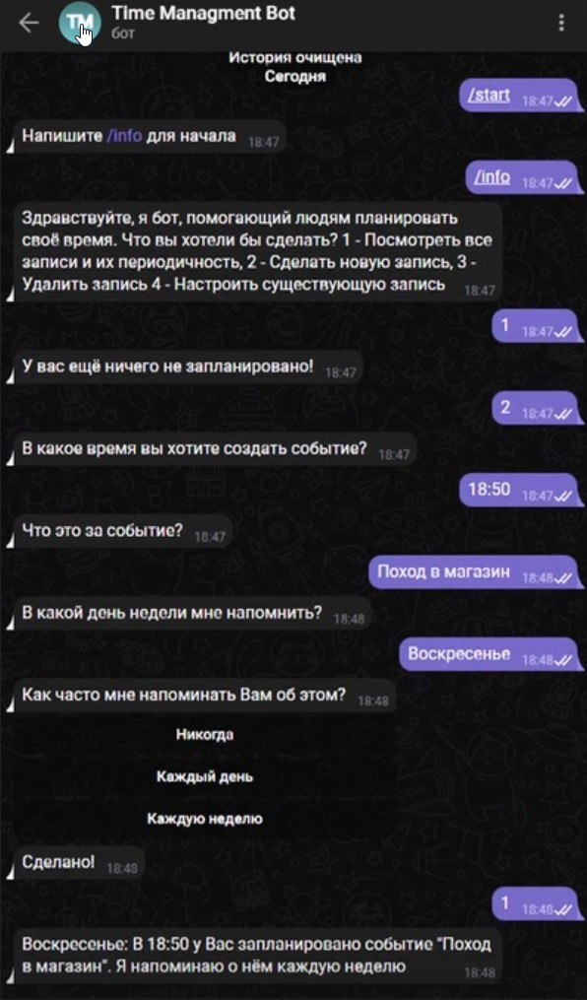 TM
Time Managment Bot
бот
История очищена
Сегодня
/start 18:47
Напишите /info для начала 18:47
/info 18:47
Здравствуйте, я бот, помогающий людям планировать
своё время. Что вы хотели бы сделать? 1 - Посмотреть все
записи и их периодичность, 2 - Сделать новую запись, 3 -
Удалить запись 4 - Настроить существующую запись 18:47
1 18:47
У вас ещё ничего не запланировано! 18:47
2 18:47
В какое время вы хотите создать событие? 18:47
18:50 18:47
Что это за событие? 18:47
Поход в магазин 18:48
В какой день недели мне напомнить? 18:48
Воскресенье 18:48
Как часто мне напоминать Вам об этом? 18:48
Никогда
Каждый день
Каждую неделю
Сделано! 18:48
1 18:48
Воскресенье: В 18:50 у Вас запланировано событие "Поход
в магазин". Я напоминаю о нём каждую неделю 18:48